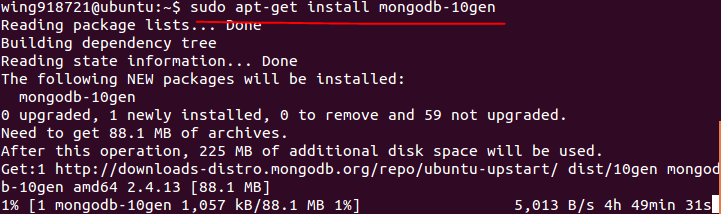 wing918721@ubuntu:~$ sudo apt-get install mongodb-10gen
Reading package lists... Done
Building dependency tree
Reading state information... Done
The following NEW packages will be installed:
  mongodb-10gen
0 upgraded, 1 newly installed, 0 to remove and 59 not upgraded.
Need to get 88.1 MB of archives.
After this operation, 225 MB of additional disk space will be used.
Get:1 http://downloads-distro.mongodb.org/repo/ubuntu-upstart/ dist/10gen mongod
b-10gen amd64 2.4.13 [88.1 MB]
1% [1 mongodb-10gen 1,057 kB/88.1 MB 1%]                5,013 B/s 4h 49min 31s